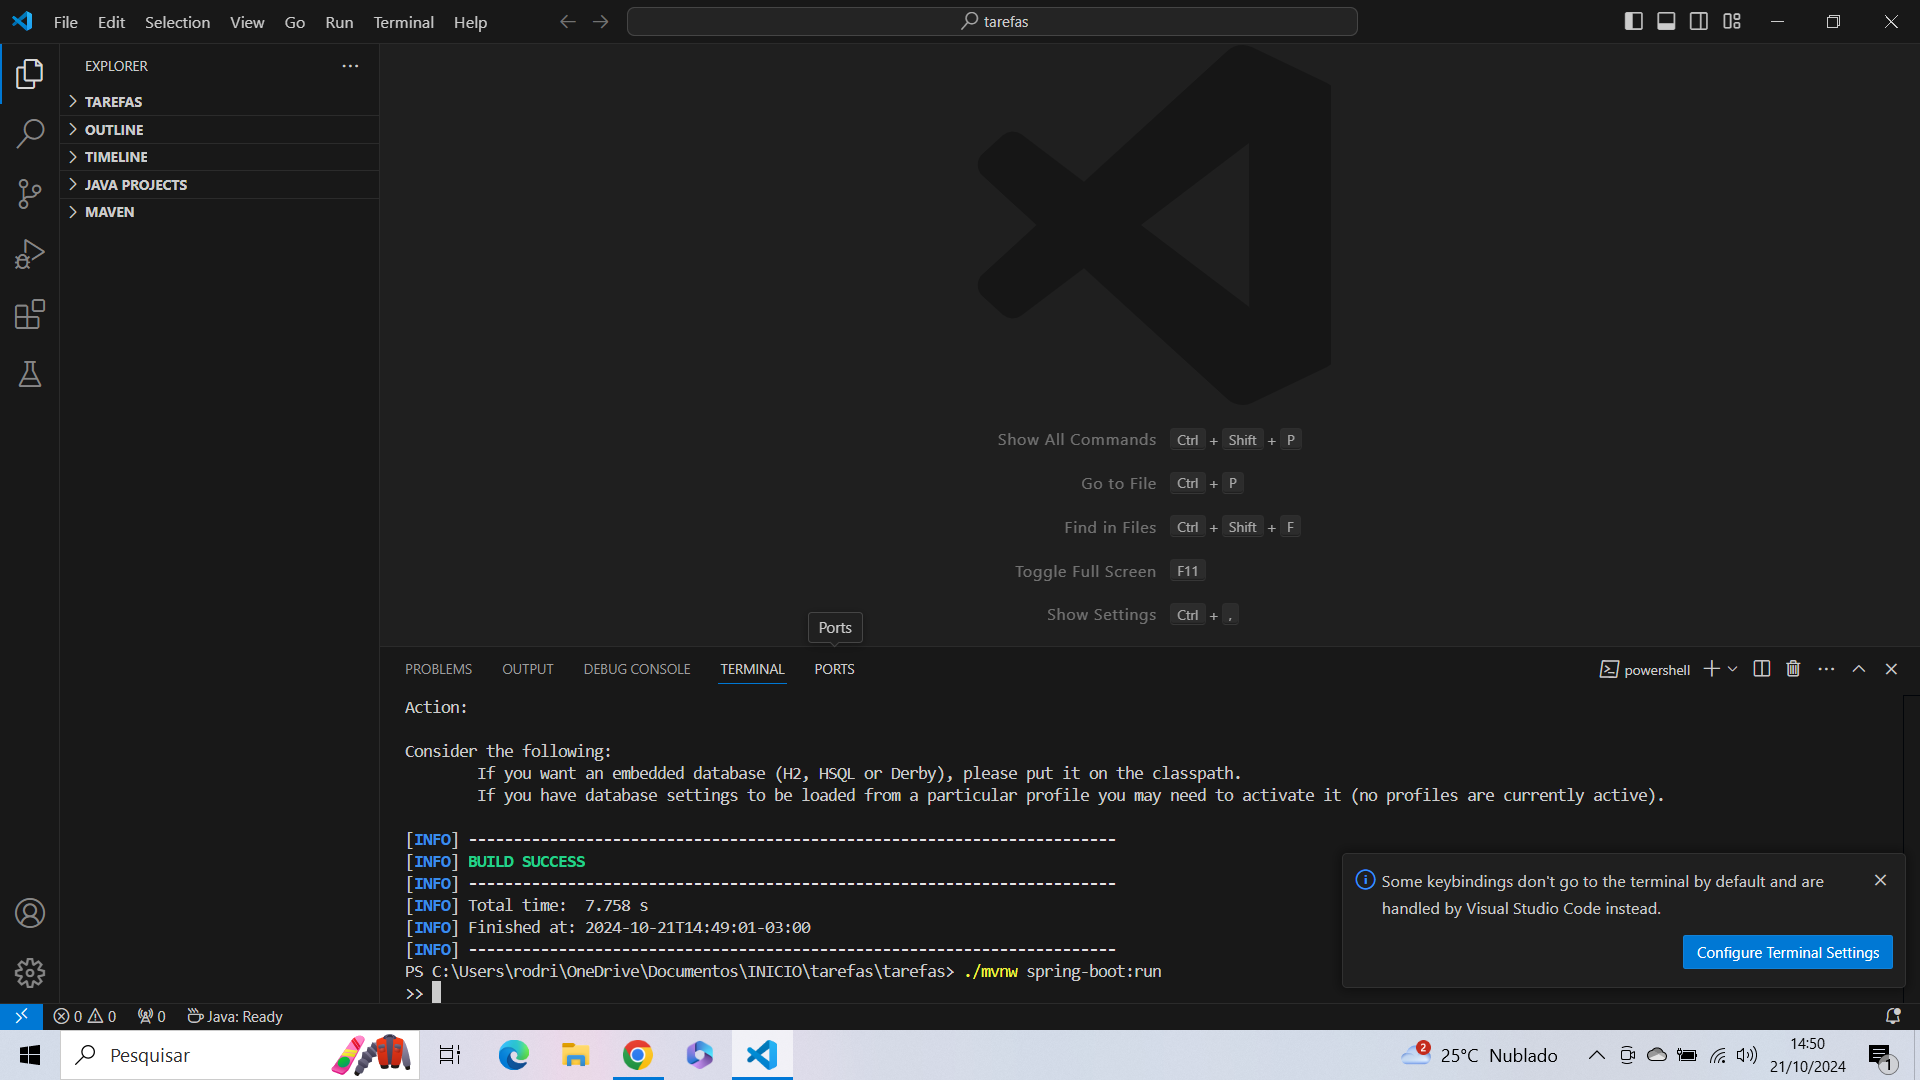 File Edit Selection View Go Run Terminal Help
tarefas
EXPLORER
TAREFAS
OUTLINE
TIMELINE
JAVA PROJECTS
MAVEN
Show All Commands Ctrl + Shift + P
Go to File Ctrl + P
Find in Files Ctrl + Shift + F
Toggle Full Screen F11
Show Settings Ctrl + ,
Ports
PROBLEMS OUTPUT DEBUG CONSOLE TERMINAL PORTS
powershell
Action:
Consider the following:
If you want an embedded database (H2, HSQL or Derby), please put it on the classpath.
If you have database settings to be loaded from a particular profile you may need to activate it (no profiles are currently active).
[INFO] ------------------------------------------------------------------------
[INFO] BUILD SUCCESS
[INFO] ------------------------------------------------------------------------
[INFO] Total time:  7.758 s
[INFO] Finished at: 2024-10-21T14:49:01-03:00
[INFO] ------------------------------------------------------------------------
PS C:\Users\rodri\OneDrive\Documentos\INICIO\tarefas\tarefas> ./mvnw spring-boot:run
>>
Some keybindings don't go to the terminal by default and are
handled by Visual Studio Code instead.
Configure Terminal Settings
0 0 0 Java: Ready
Pesquisar
2 25°C Nublado
14:50
21/10/2024
1